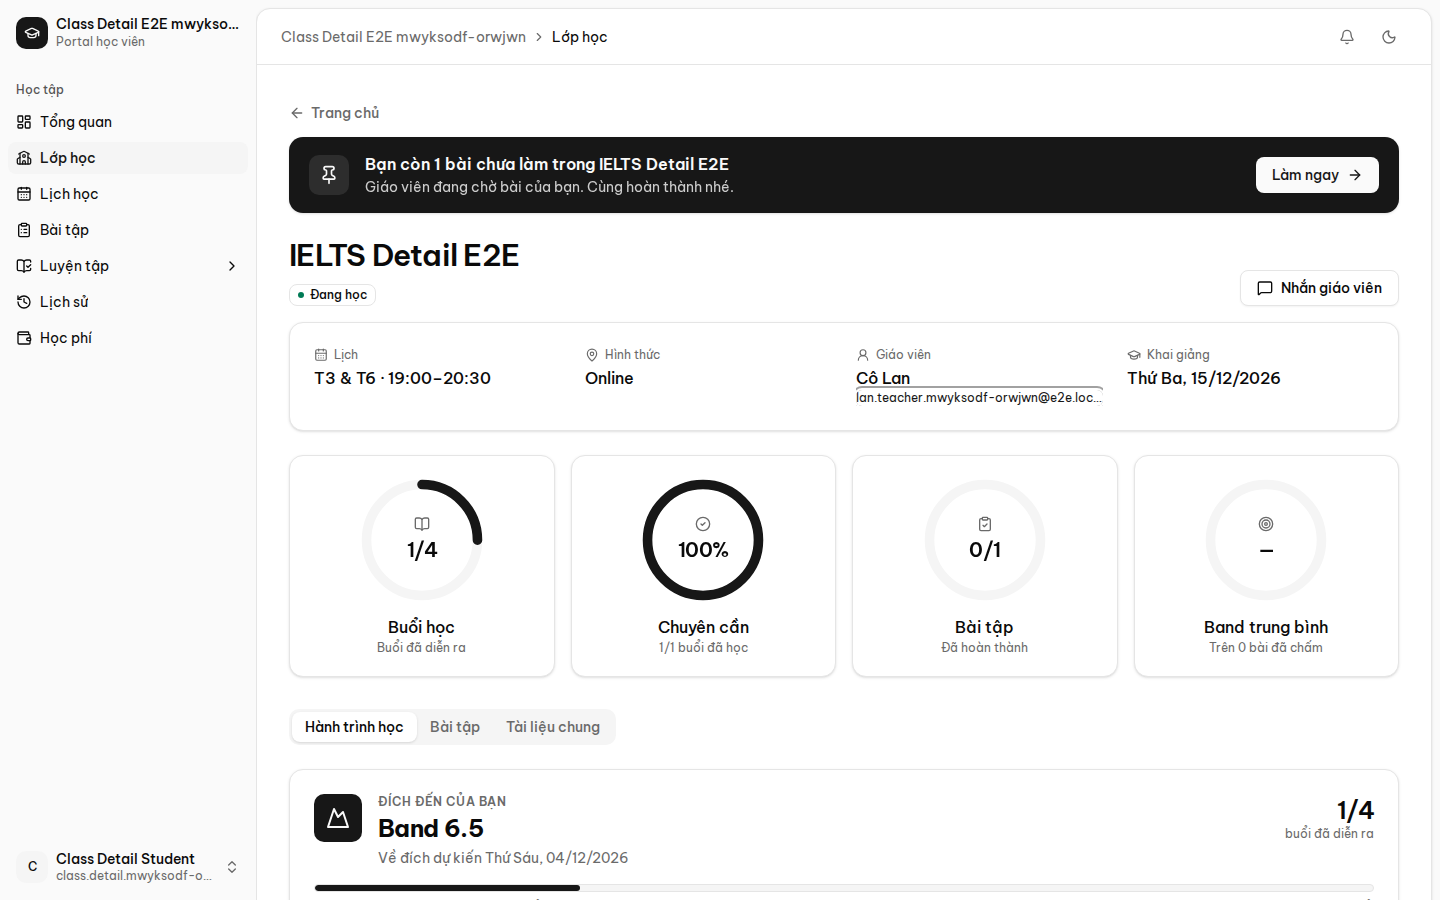 Class Detail E2E mwykso...
Portal học viên
Học tập
Tổng quan
Lớp học
Lịch học
Bài tập
Luyện tập
Lịch sử
Học phí
Class Detail Student
class.detail.mwyksodf-o...
C
Class Detail E2E mwyksodf-orwjwn
Lớp học
Trang chủ
Bạn còn 1 bài chưa làm trong IELTS Detail E2E
Giáo viên đang chờ bài của bạn. Cùng hoàn thành nhé.
Làm ngay
IELTS Detail E2E
Đang học
Nhắn giáo viên
Lịch
T3 & T6 · 19:00–20:30
Hình thức
Online
Giáo viên
Cô Lan
lan.teacher.mwyksodf-orwjwn@e2e.loc...
Khai giảng
Thứ Ba, 15/12/2026
1/4
Buổi học
Buổi đã diễn ra
100%
Chuyên cần
1/1 buổi đã học
0/1
Bài tập
Đã hoàn thành
–
Band trung bình
Trên 0 bài đã chấm
Hành trình học
Bài tập
Tài liệu chung
ĐÍCH ĐẾN CỦA BẠN
Band 6.5
Về đích dự kiến Thứ Sáu, 04/12/2026
1/4
buổi đã diễn ra